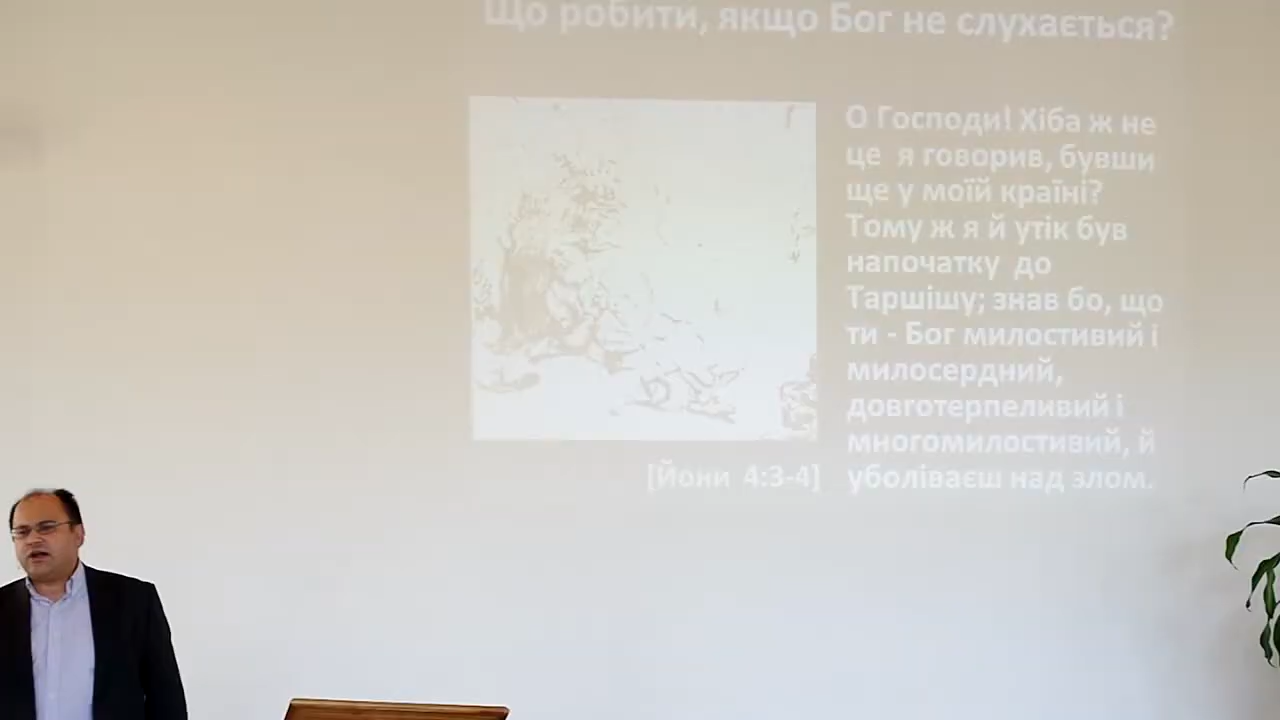 Що робити, якщо Бог не слухається?
О Господи! Хіба ж не
це я говорив, бувши
ще у моїй країні?
Тому ж я й утік був
напочатку до
Таршішу; знав бо, що
ти - Бог милостивий і
милосердний,
довготерпеливий і
многомилостивий, й
уболіваєш над злом.
[Йони 4:3-4]